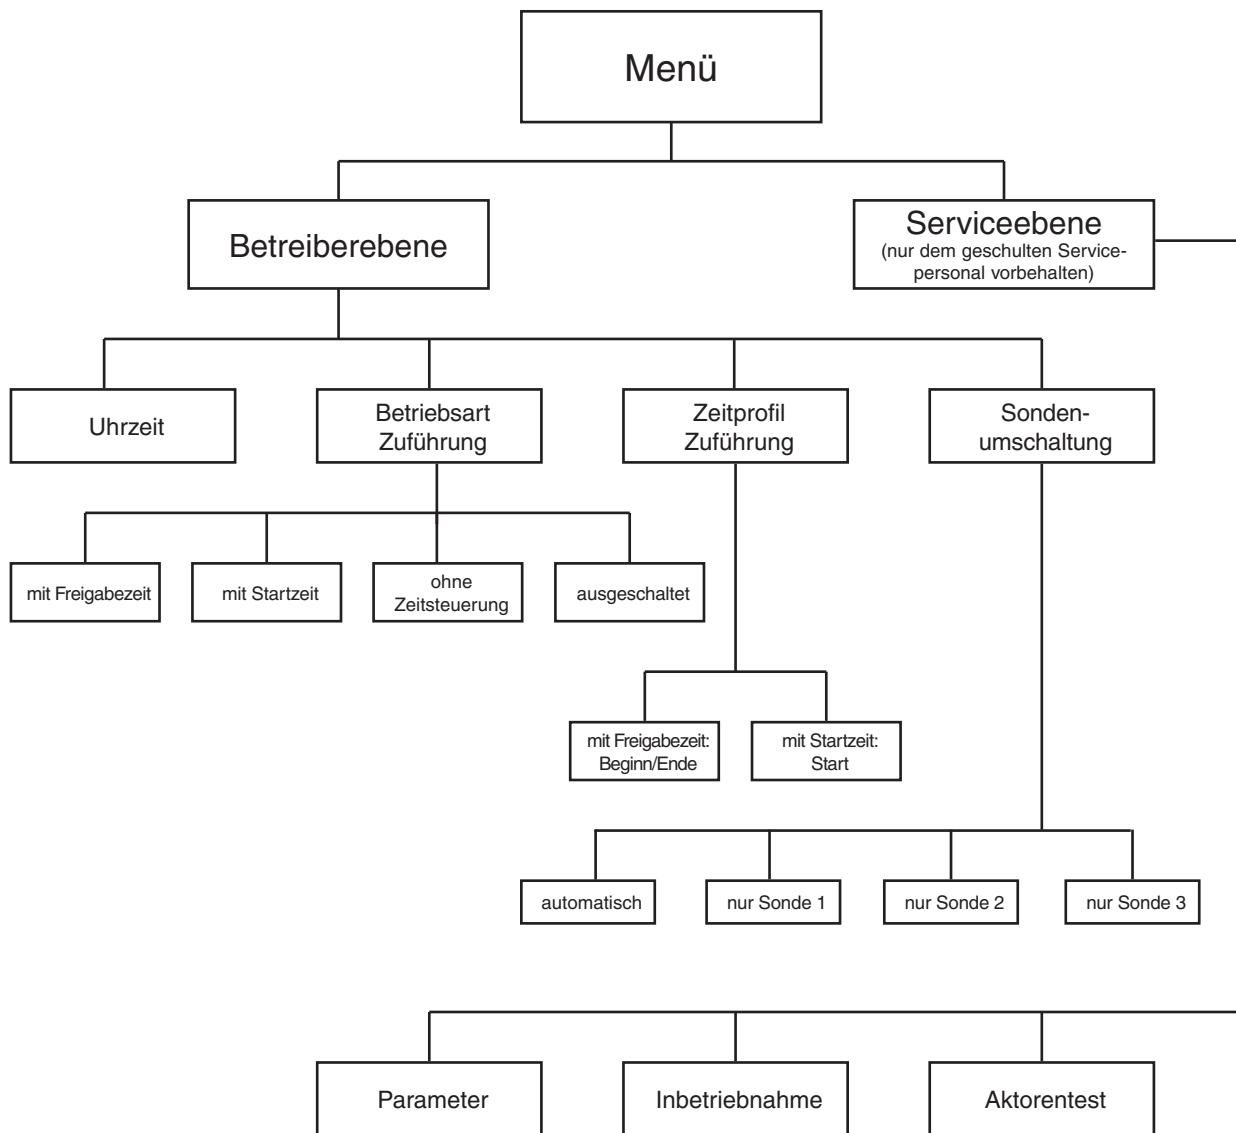 Menü
Betreiberebene
Serviceebene
(nur dem geschulten Service-
personal vorbehalten)
Uhrzeit
Betriebsart
Zuführung
Zeitprofil
Zuführung
Sonden-
umschaltung
mit Freigabezeit
mit Startzeit
ohne
Zeitsteuerung
ausgeschaltet
mit Freigabezeit:
Beginn/Ende
mit Startzeit:
Start
automatisch
nur Sonde 1
nur Sonde 2
nur Sonde 3
Parameter
Inbetriebnahme
Aktorentest